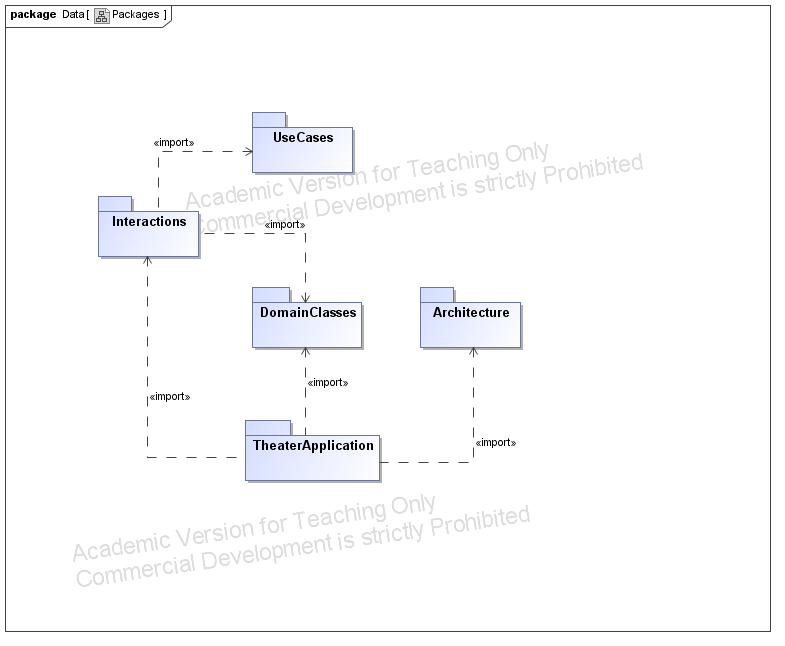 package Data[ Packages ]
UseCases
«import»
Academic Version for Teaching Only
Commercial Development is strictly Prohibited
Interactions
«import»
DomainClasses
Architecture
«import»
«import»
«import»
TheaterApplication
Academic Version for Teaching Only
Commercial Development is strictly Prohibited